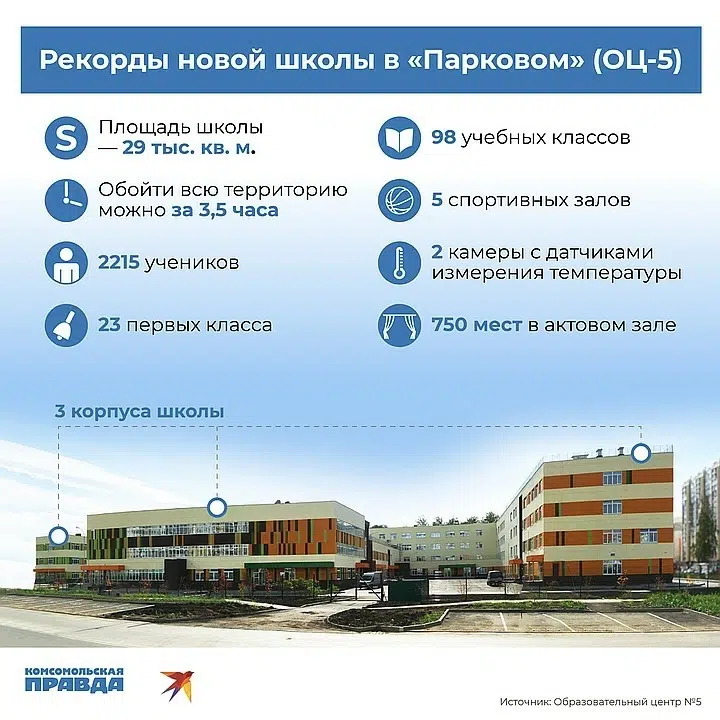 Рекорды новой школы в «Парковом» (ОЦ-5)
S
Площадь школы
— 29 тыс. кв. м.
Обойти всю территорию
можно за 3,5 часа
2215 учеников
23 первых класса
98 учебных классов
5 спортивных залов
2 камеры с датчиками
измерения температуры
750 мест в актовом зале
3 корпуса школы
КОМСОМОЛЬСКАЯ
ПРАВДА
Источник: Образовательный центр №5